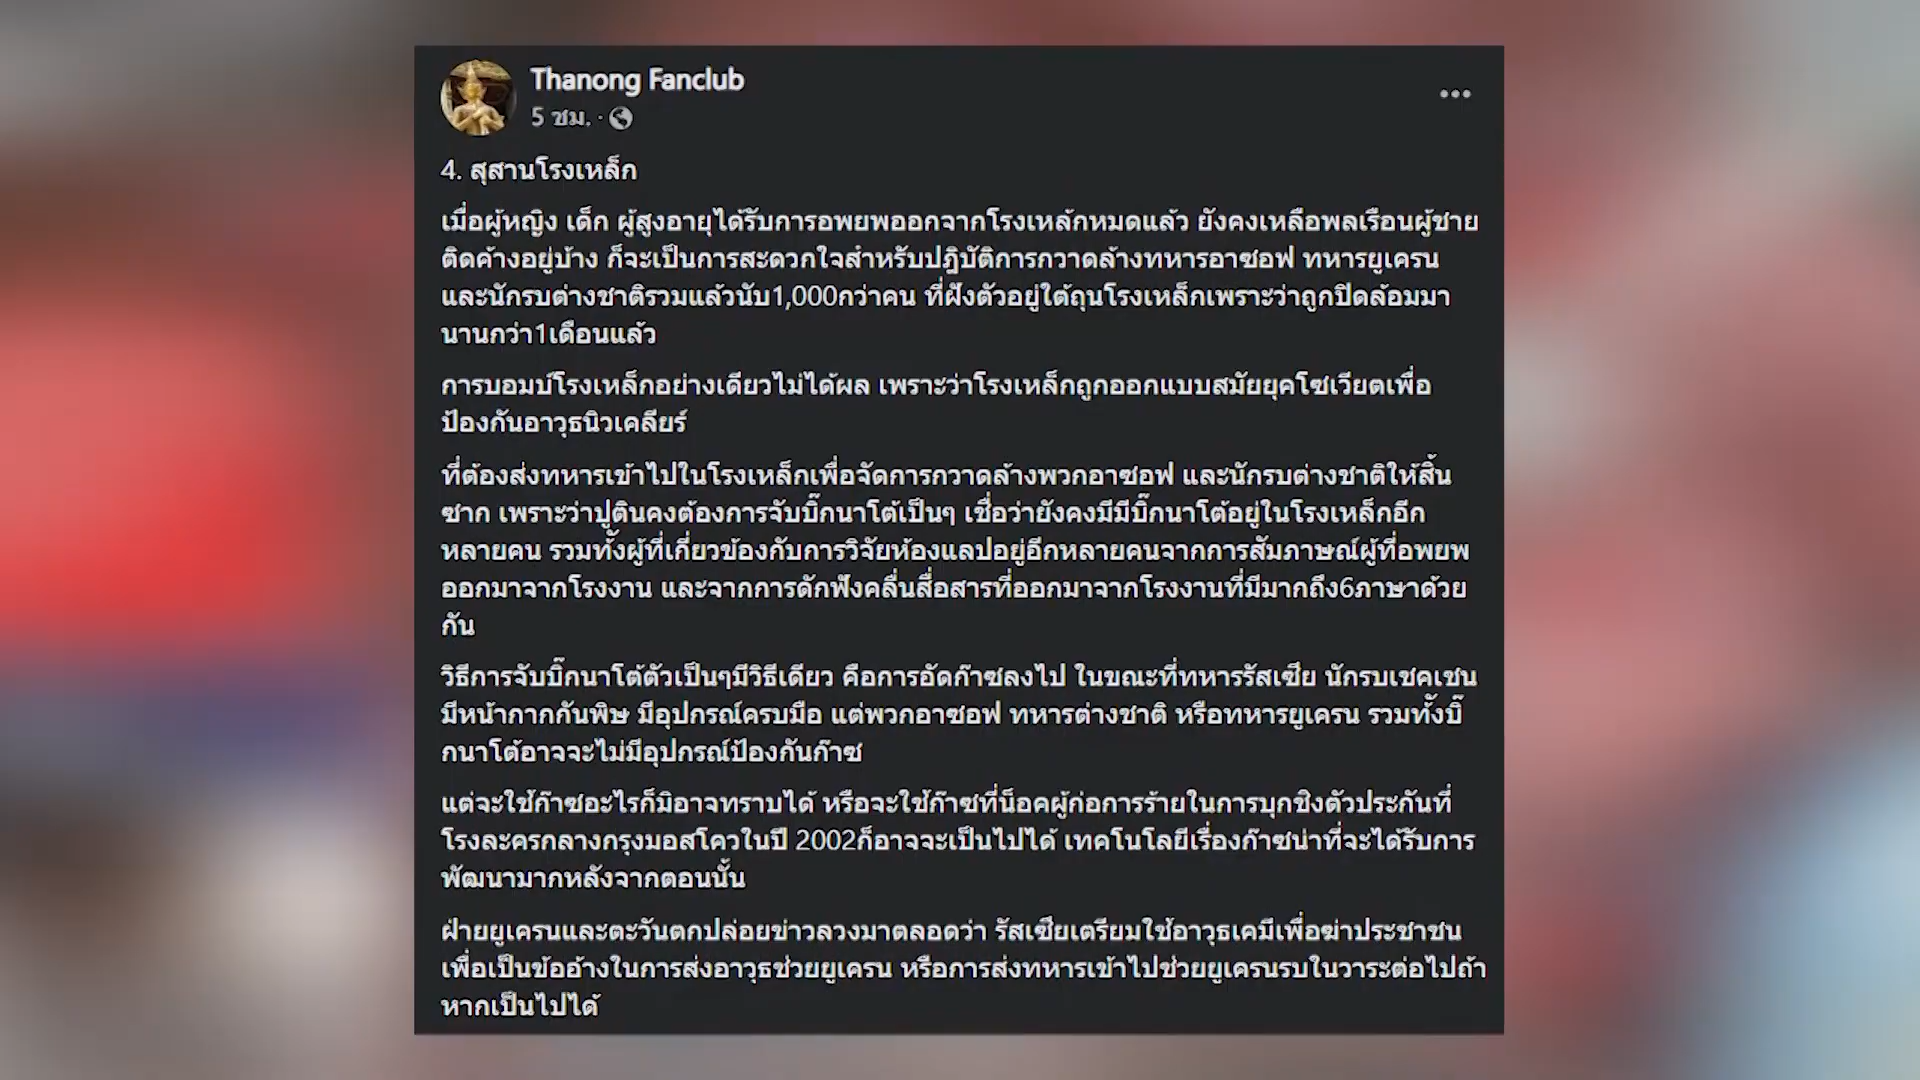 Thanong Fanclub
5 ชม. ·
4. สุสานโรงเหล็ก
เมื่อผู้หญิง เด็ก ผู้สูงอายุได้รับการอพยพออกจากโรงเหล้กหมดแล้ว ยังคงเหลือพลเรือนผู้ชาย
ติดค้างอยู่บ้าง ก็จะเป็นการสะดวกใจสำหรับปฏิบัติการกวาดล้างทหารอาซอฟ ทหารยูเครน
และนักรบต่างชาติรวมแล้วนับ1,000กว่าคน ที่ฝังตัวอยู่ใต้ถุนโรงเหล็กเพราะว่าถูกปิดล้อมมา
นานกว่า1เดือนแล้ว
การบอมบ์โรงเหล็กอย่างเดียวไม่ได้ผล เพราะว่าโรงเหล็กถูกออกแบบสมัยยุคโซเวียตเพื่อ
ป้องกันอาวุธนิวเคลียร์
ที่ต้องส่งทหารเข้าไปในโรงเหล็กเพื่อจัดการกวาดล้างพวกอาซอฟ และนักรบต่างชาติให้สิ้น
ซาก เพราะว่าปูตินคงต้องการจับบิ๊กนาโต้เป็นๆ เชื่อว่ายังคงมีมีบิ๊กนาโต้อยู่ในโรงเหล็กอีก
หลายคน รวมทั้งผู้ที่เกี่ยวข้องกับการวิจัยห้องแลปอยู่อีกหลายคนจากการสัมภาษณ์ผู้ที่อพยพ
ออกมาจากโรงงาน และจากการดักฟังคลื่นสื่อสารที่ออกมาจากโรงงานที่มีมากถึง6ภาษาด้วย
กัน
วิธีการจับบิ๊กนาโต้ตัวเป็นๆมีวิธีเดียว คือการอัดก๊าซลงไป ในขณะที่ทหารรัสเซีย นักรบเชคเชน
มีหน้ากากกันพิษ มีอุปกรณ์ครบมือ แต่พวกอาซอฟ ทหารต่างชาติ หรือทหารยูเครน รวมทั้งบิ๊
กนาโต้อาจจะไม่มีอุปกรณ์ป้องกันก๊าซ
แต่จะใช้ก๊าซอะไรก็มิอาจทราบได้ หรือจะใช้ก๊าซที่น็อคผู้ก่อการร้ายในการบุกชิงตัวประกันที่
โรงละครกลางกรุงมอสโควในปี 2002ก็อาจจะเป็นไปได้ เทคโนโลยีเรื่องก๊าซน่าที่จะได้รับการ
พัฒนามากหลังจากตอนนั้น
ฝ่ายยูเครนและตะวันตกปล่อยข่าวลวงมาตลอดว่า รัสเซียเตรียมใช้อาวุธเคมีเพื่อฆ่าประชาชน
เพื่อเป็นข้ออ้างในการส่งอาวุธช่วยยูเครน หรือการส่งทหารเข้าไปช่วยยูเครนรบในวาระต่อไปถ้า
หากเป็นไปได้